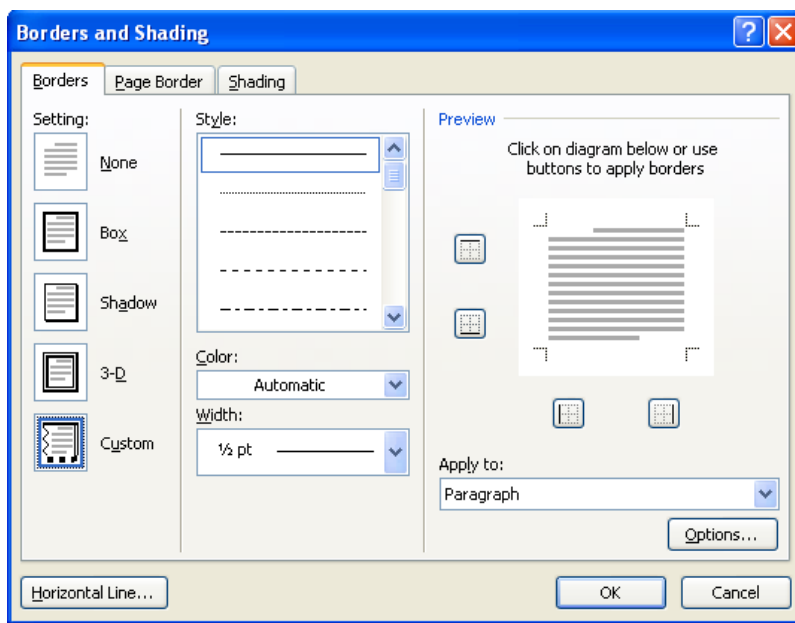 Borders and Shading
Borders
Page Border
Shading
Setting:
None
Box
Shadow
3-D
Custom
Style:
Color:
Automatic
Width:
½ pt
Preview
Click on diagram below or use
buttons to apply borders
Apply to:
Paragraph
Options...
Horizontal Line...
OK
Cancel